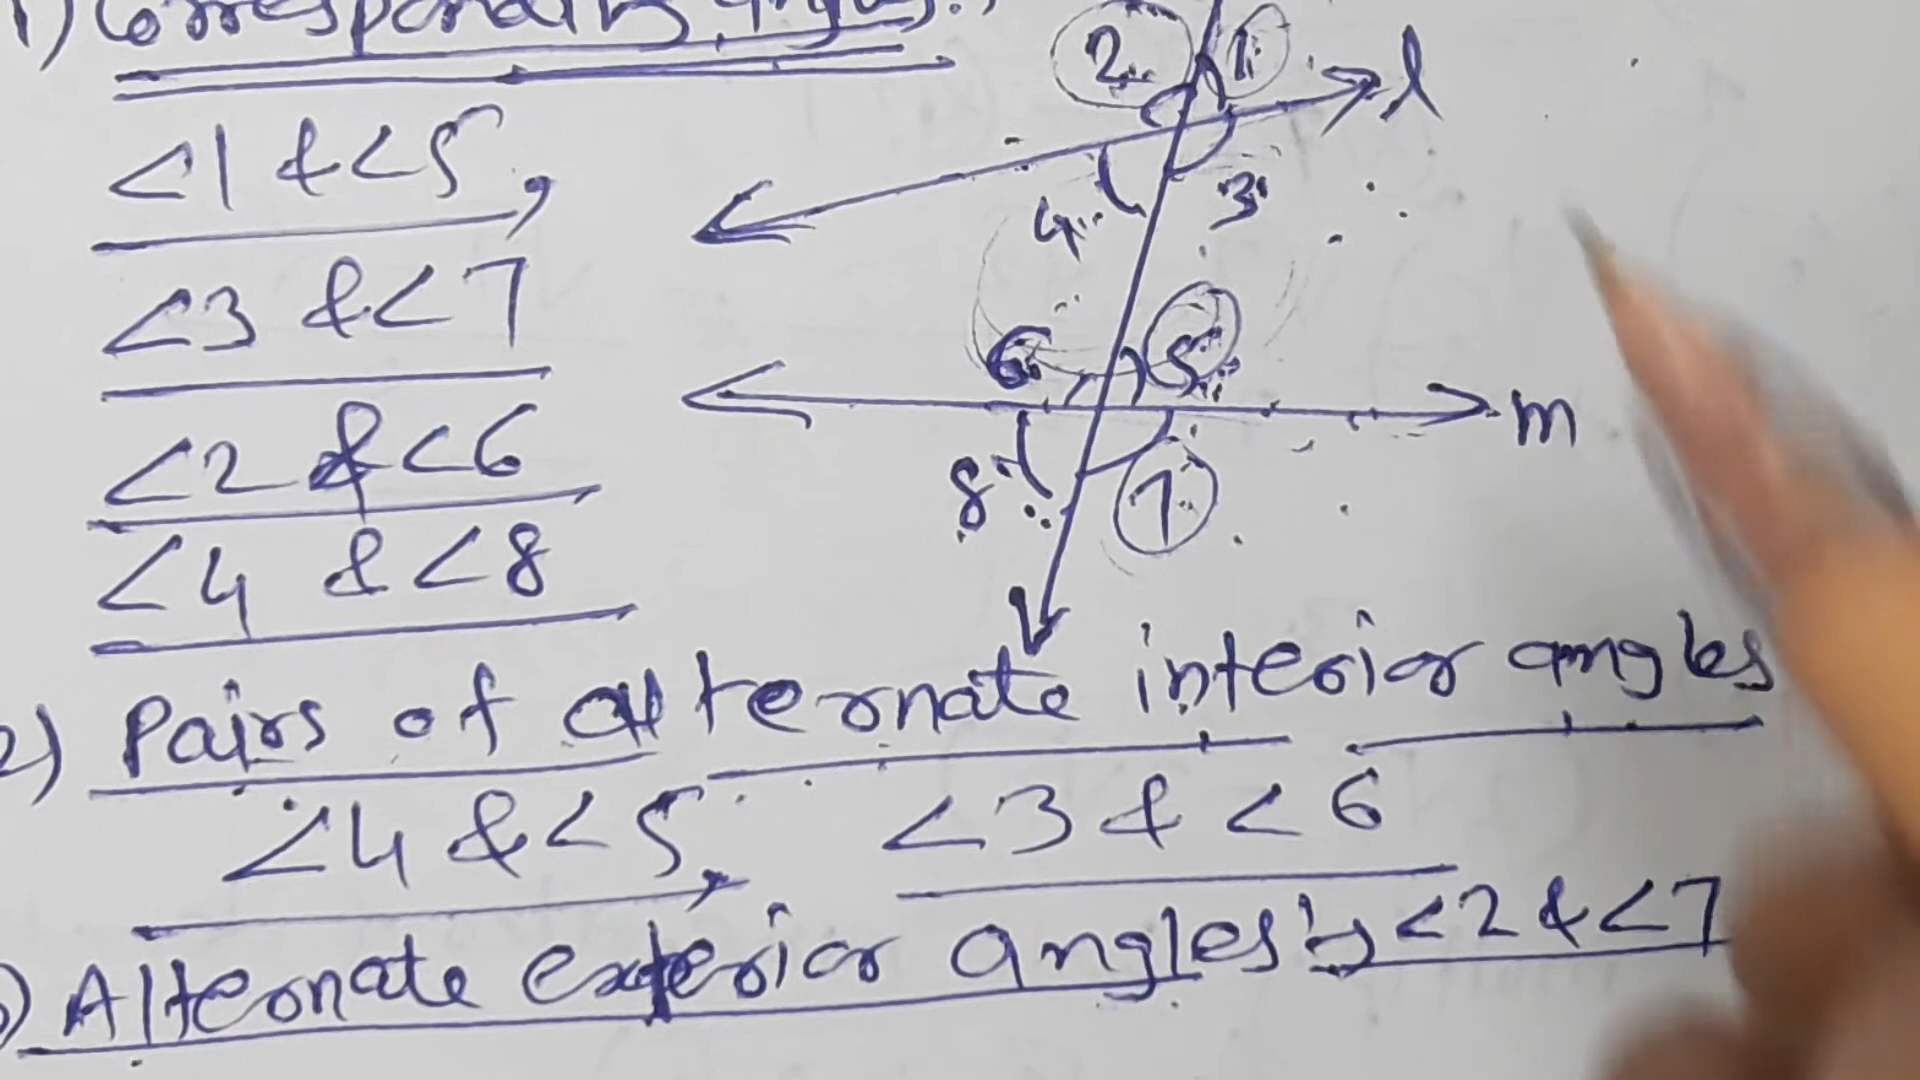 1) Corresponding angles:,
2 1
l
<1 & <5,
4 3
<3 & <7
6 5
m
<2 & <6
8 7
<4 & <8
2) Pairs of alternate interior angles
<4 & <5, <3 & <6
) Alternate exterior angles:, <2 & <7